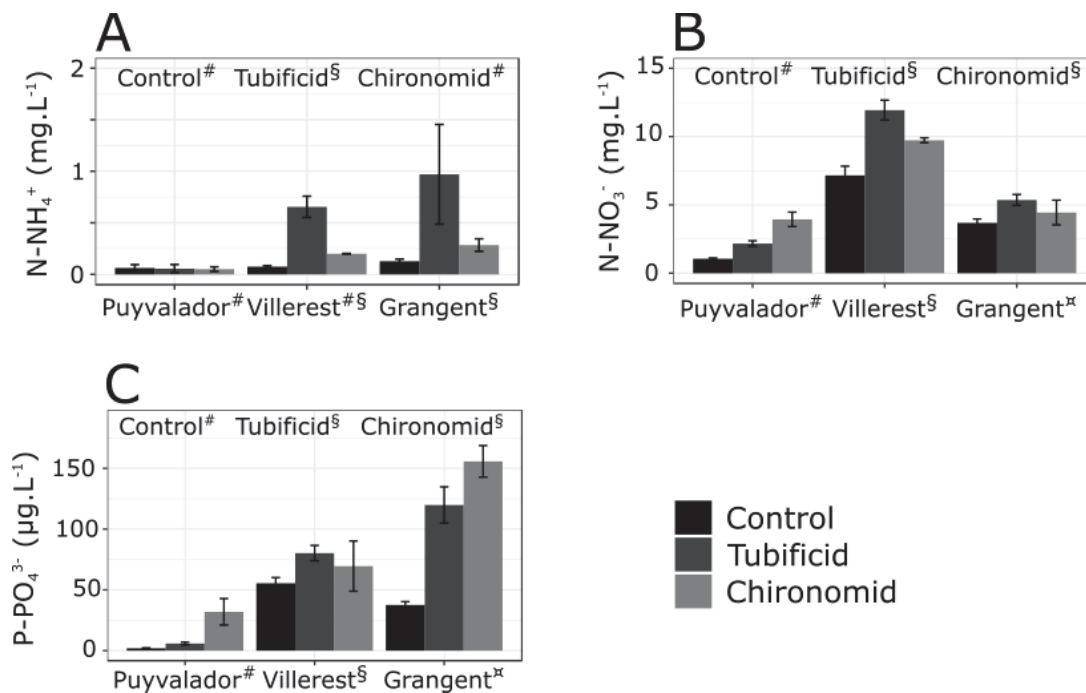 A
N-NH₄⁺ (mg.L⁻¹)
2
1
0
Control# Tubificid§ Chironomid#
Puyvalador# Villerest#§ Grangent§
B
N-NO₃⁻ (mg.L⁻¹)
15
10
5
0
Control# Tubificid§ Chironomid§
Puyvalador# Villerest§ Grangent¤
C
P-PO₄³⁻ (µg.L⁻¹)
150
100
50
0
Control# Tubificid§ Chironomid§
Puyvalador# Villerest§ Grangent¤
Control
Tubificid
Chironomid